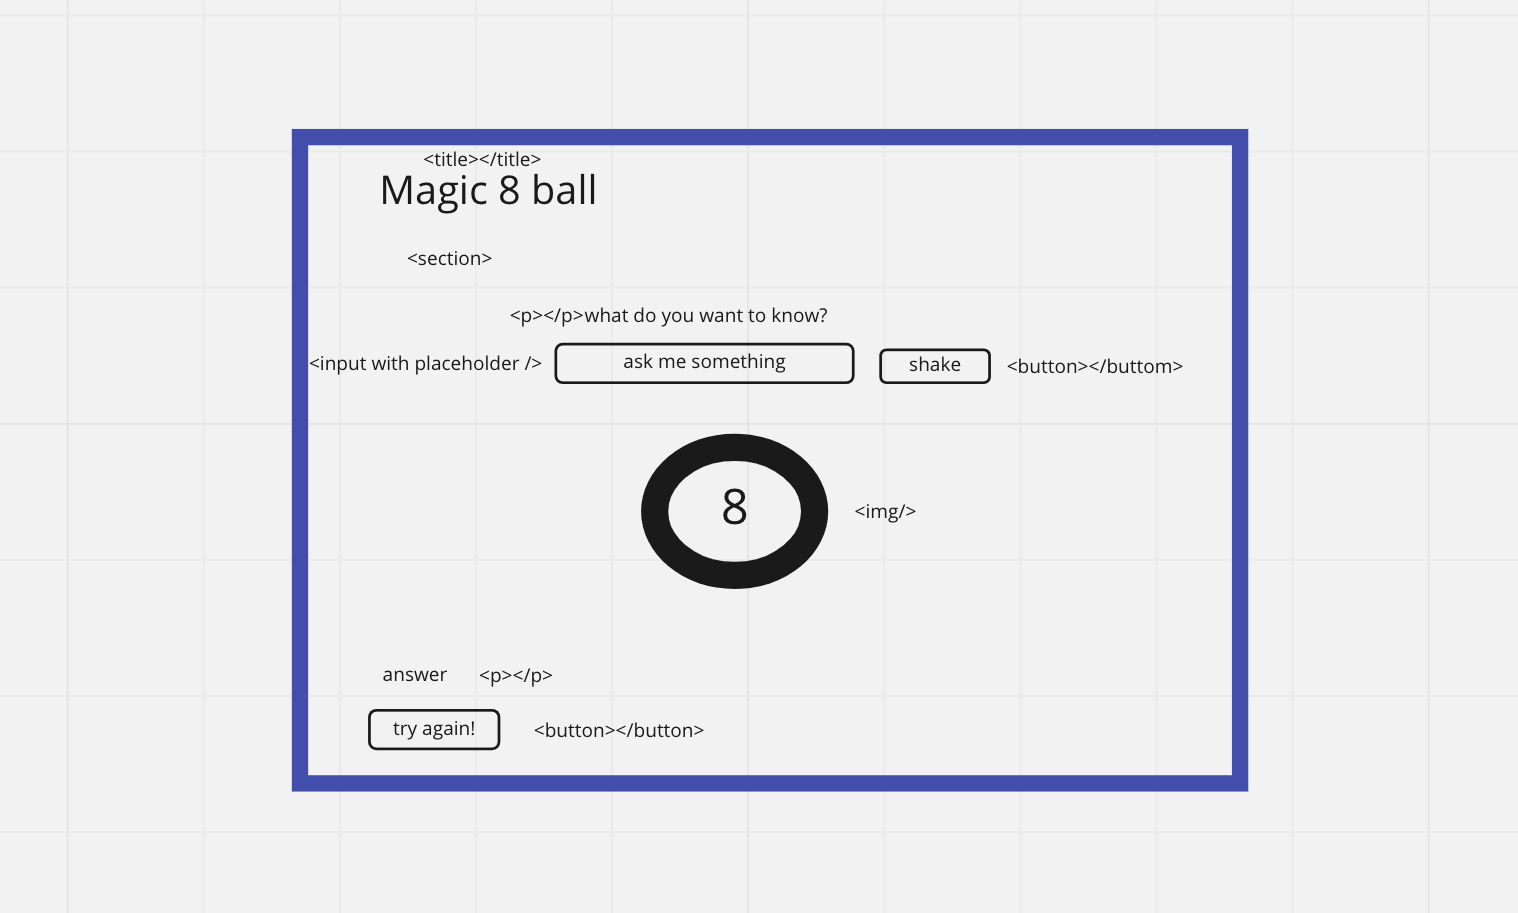 <title></title>
Magic 8 ball
<section>
<p></p>what do you want to know?
<input with placeholder /> ask me something shake <button></buttom>
8 <img/>
answer <p></p>
try again! <button></button>